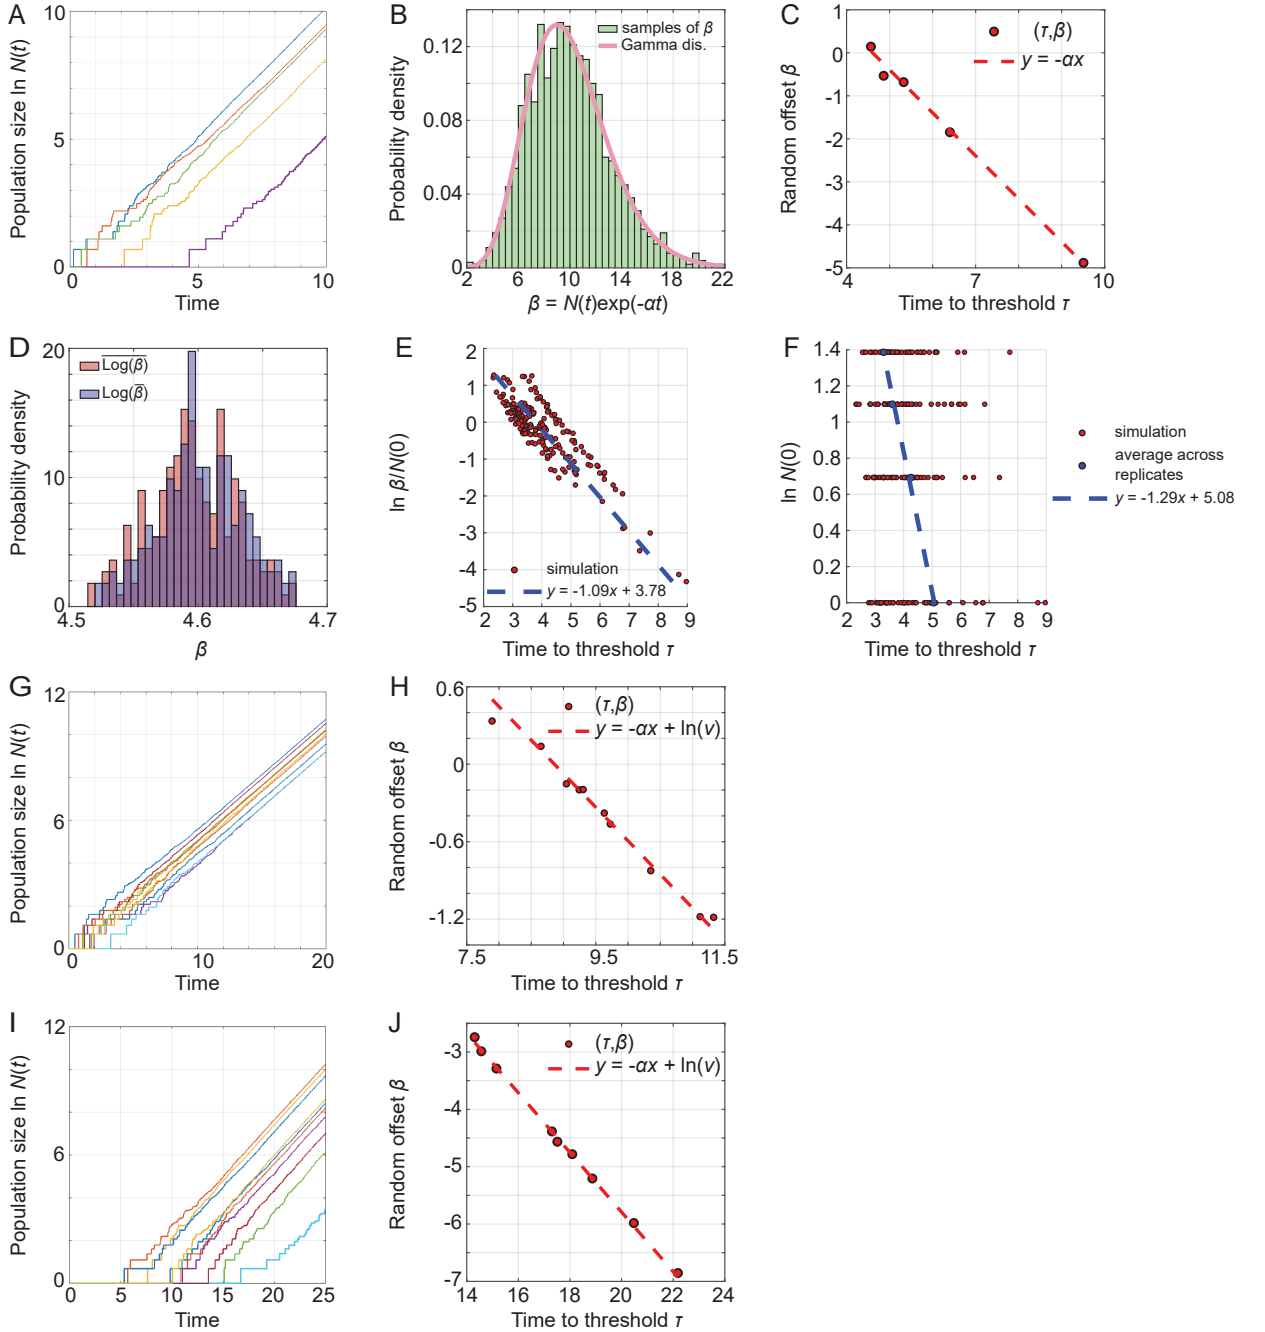 A
Population size ln N(t)
10
5
0
0
5
10
Time
B
Probability density
0.12
0.08
0.04
0
samples of β
Gamma dis.
2
6
10
14
18
22
β = N(t)exp(-αt)
C
Random offset β
0
-1
-2
-3
-4
-5
(τ,β)
y = -αx
4
7
10
Time to threshold τ
D
Probability density
20
10
0
Log(β)
Log(β̄)
4.5
4.6
4.7
β
E
ln β/N(0)
2
1
0
-1
-2
-3
-4
-5
simulation
y = -1.09x + 3.78
2 3 4 5 6 7 8 9
Time to threshold τ
F
ln N(0)
1.4
1.2
1
0.8
0.6
0.4
0.2
0
2 3 4 5 6 7 8 9
Time to threshold τ
simulation
average across
replicates
y = -1.29x + 5.08
G
Population size ln N(t)
12
6
0
0
10
20
Time
H
Random offset β
0.6
0
-0.6
-1.2
(τ,β)
y = -αx + ln(v)
7.5
9.5
11.5
Time to threshold τ
I
Population size ln N(t)
12
6
0
0 5 10 15 20 25
Time
J
Random offset β
-3
-4
-5
-6
-7
(τ,β)
y = -αx + ln(v)
14 16 18 20 22 24
Time to threshold τ